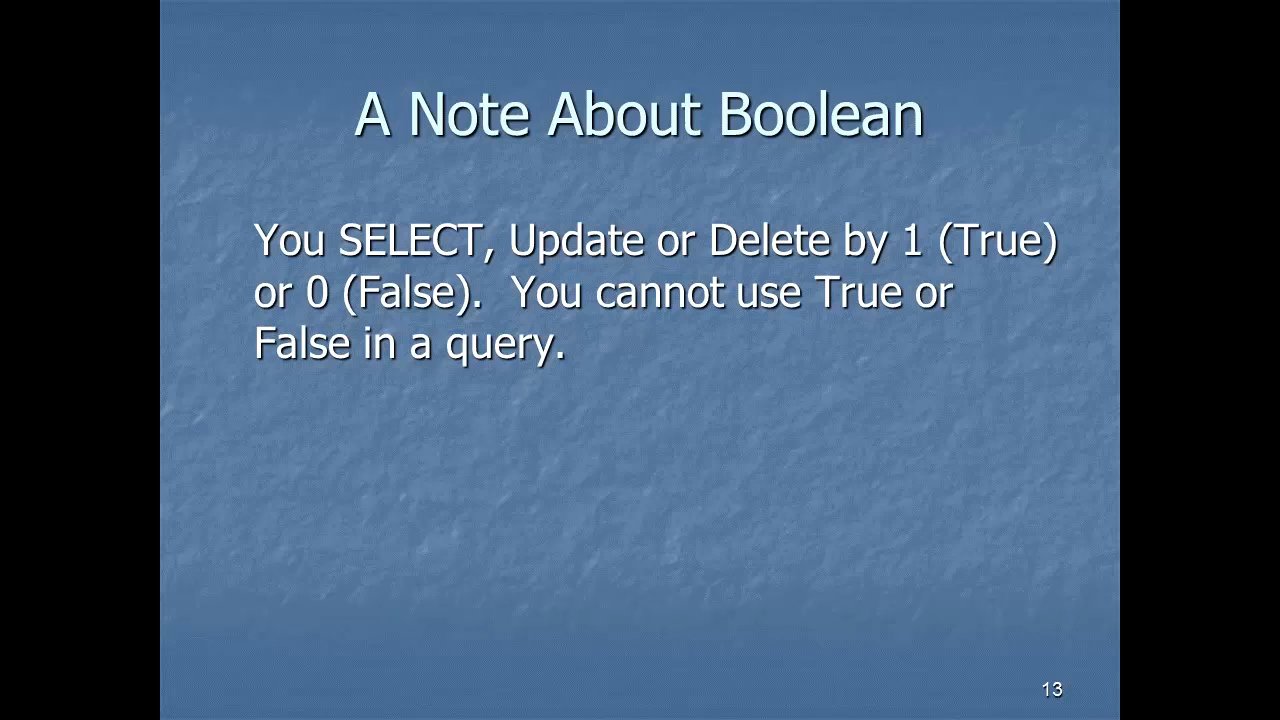 A Note About Boolean
You SELECT, Update or Delete by 1 (True)
or 0 (False).  You cannot use True or
False in a query.
13